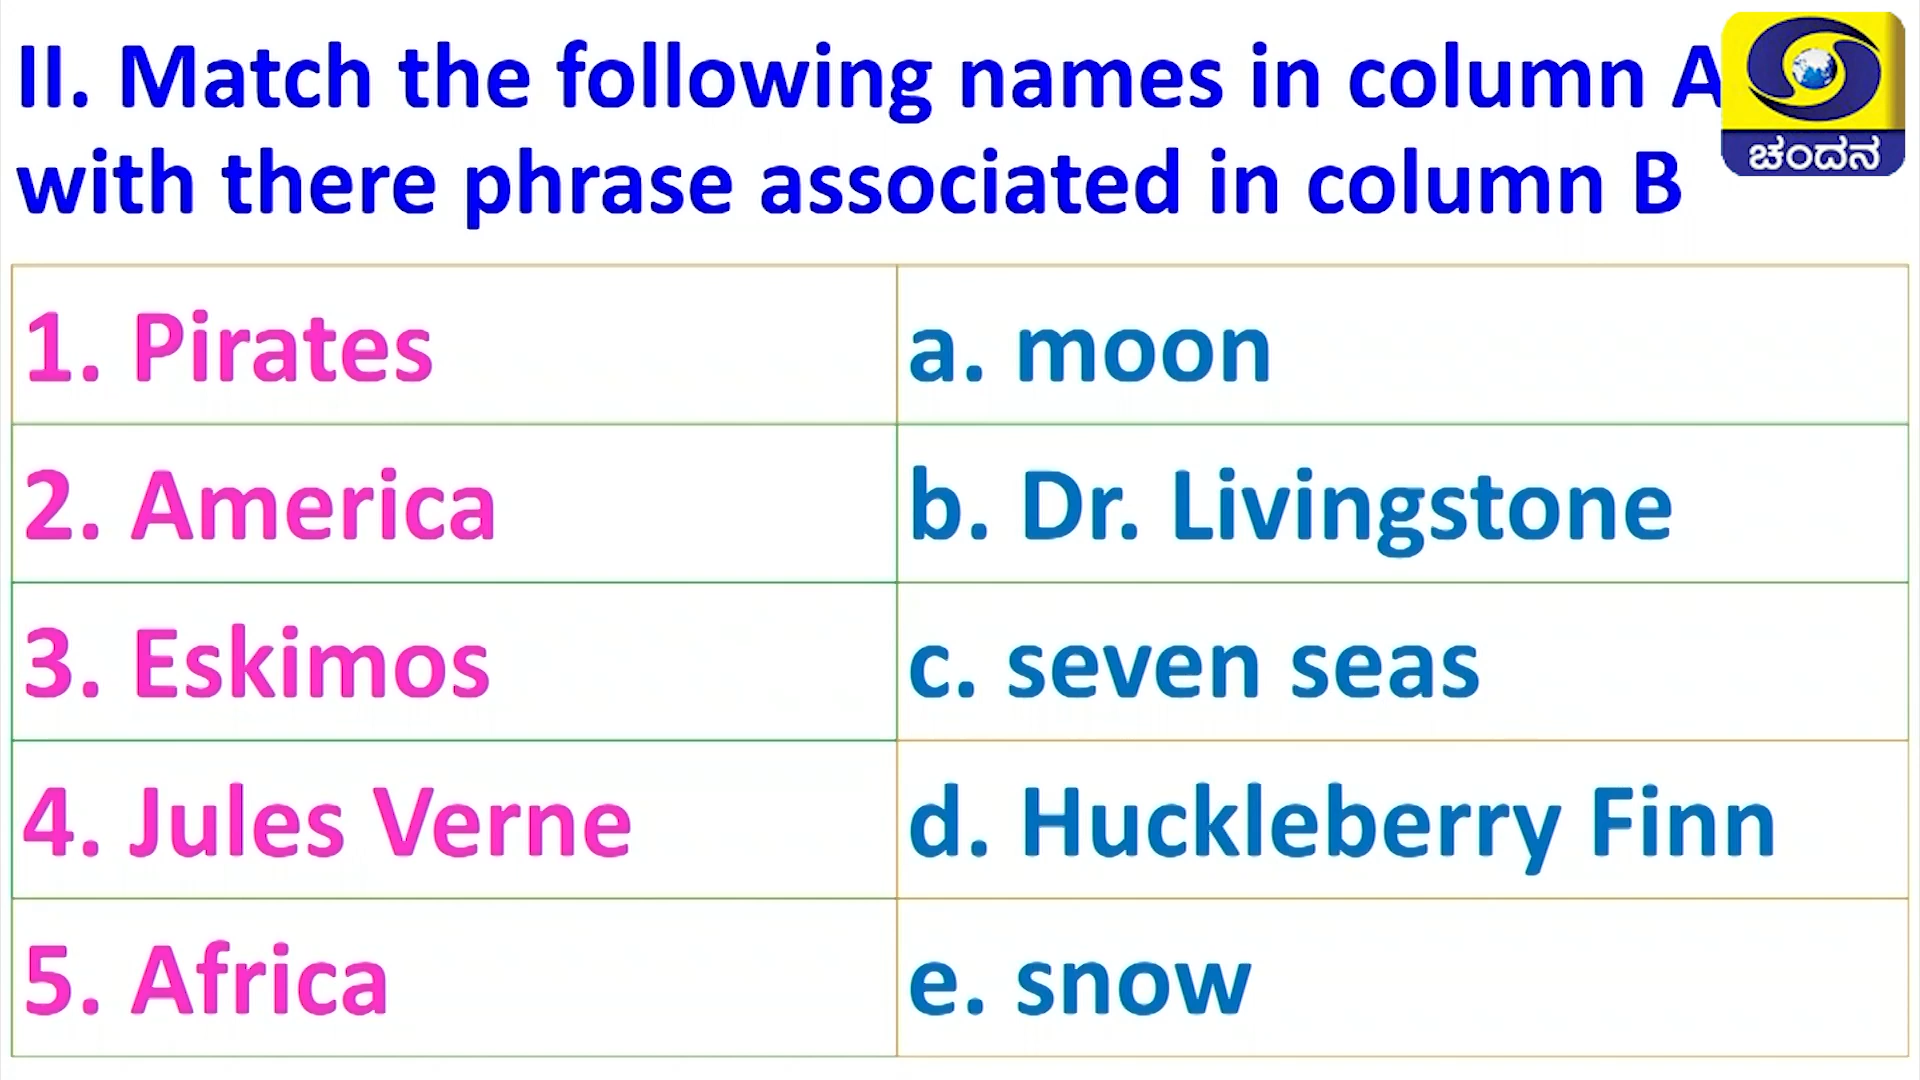 II. Match the following names in column A
with there phrase associated in column B
ಚಂದನ
1. Pirates
a. moon
2. America
b. Dr. Livingstone
3. Eskimos
c. seven seas
4. Jules Verne
d. Huckleberry Finn
5. Africa
e. snow